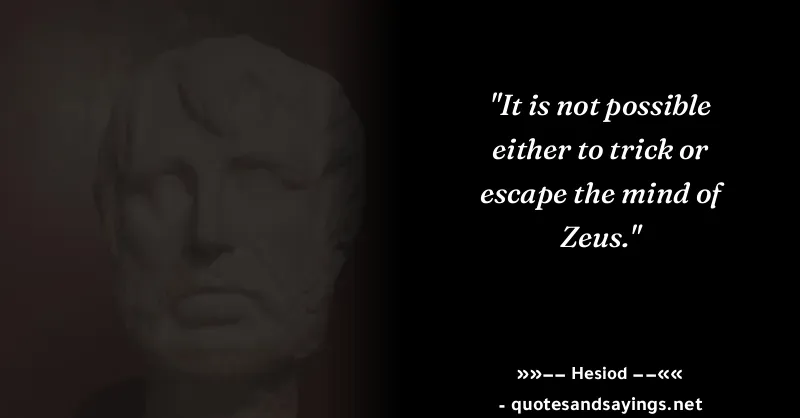 "It is not possible
either to trick or
escape the mind of
Zeus."
»»−− Hesiod −−««
- quotesandsayings.net